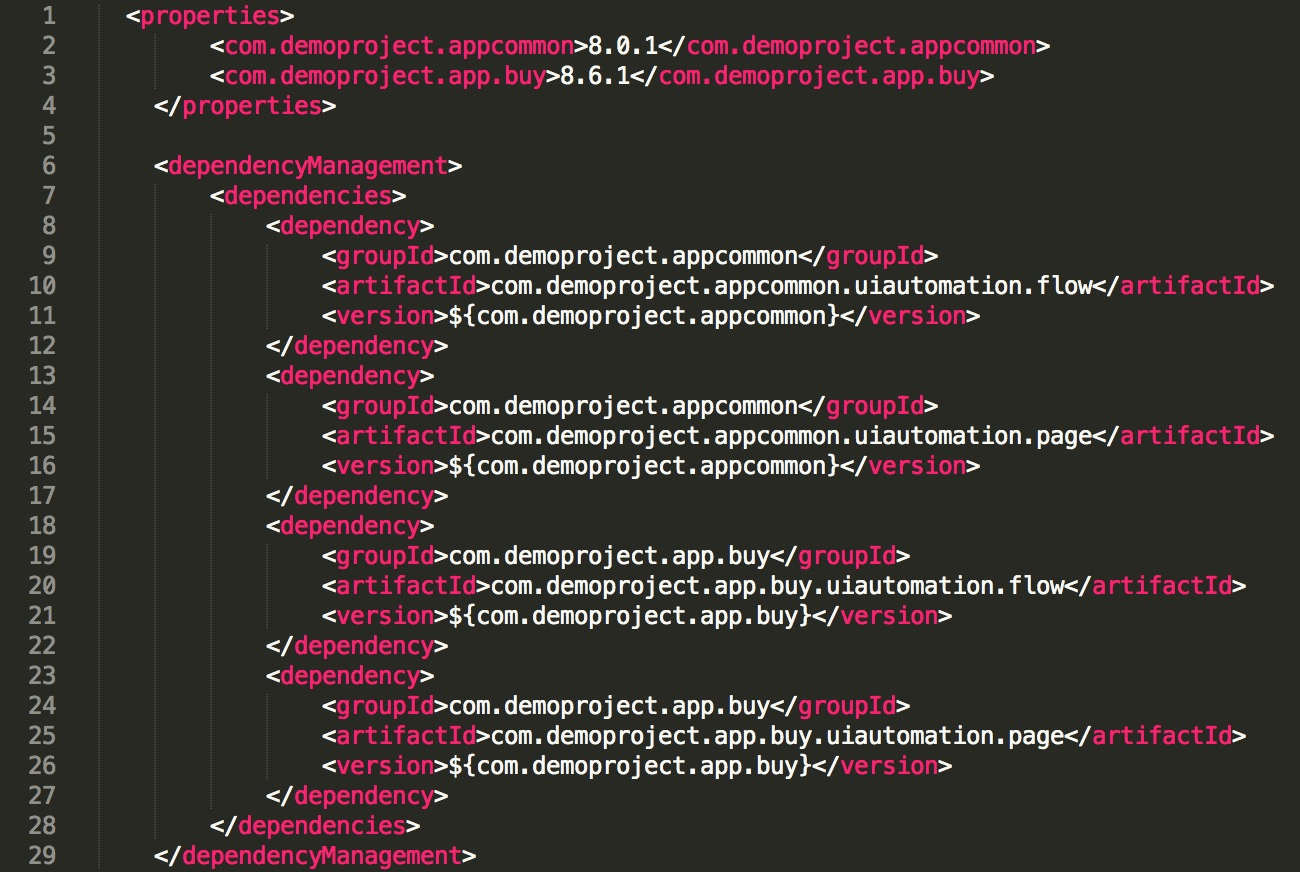 1 <properties>
2 <com.demoproject.appcommon>8.0.1</com.demoproject.appcommon>
3 <com.demoproject.app.buy>8.6.1</com.demoproject.app.buy>
4 </properties>
5
6 <dependencyManagement>
7 <dependencies>
8 <dependency>
9 <groupId>com.demoproject.appcommon</groupId>
10 <artifactId>com.demoproject.appcommon.uiautomation.flow</artifactId>
11 <version>${com.demoproject.appcommon}</version>
12 </dependency>
13 <dependency>
14 <groupId>com.demoproject.appcommon</groupId>
15 <artifactId>com.demoproject.appcommon.uiautomation.page</artifactId>
16 <version>${com.demoproject.appcommon}</version>
17 </dependency>
18 <dependency>
19 <groupId>com.demoproject.app.buy</groupId>
20 <artifactId>com.demoproject.app.buy.uiautomation.flow</artifactId>
21 <version>${com.demoproject.app.buy}</version>
22 </dependency>
23 <dependency>
24 <groupId>com.demoproject.app.buy</groupId>
25 <artifactId>com.demoproject.app.buy.uiautomation.page</artifactId>
26 <version>${com.demoproject.app.buy}</version>
27 </dependency>
28 </dependencies>
29 </dependencyManagement>